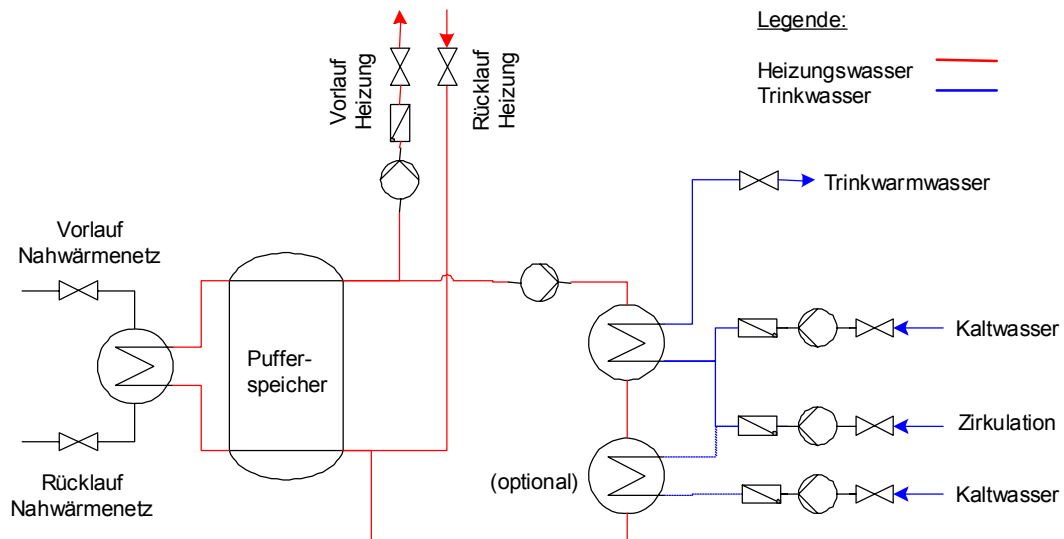 Legende:
Heizungswasser
Trinkwasser
Vorlauf
Heizung
Rücklauf
Heizung
Trinkwarmwasser
Vorlauf
Nahwärmenetz
Kaltwasser
Puffer-
speicher
Zirkulation
(optional)
Rücklauf
Nahwärmenetz
Kaltwasser